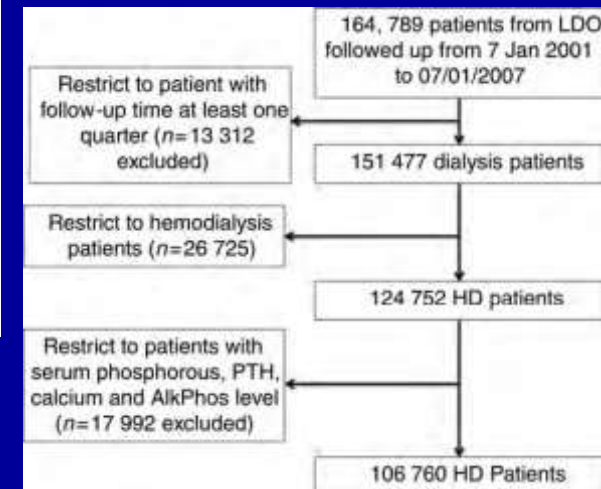 164, 789 patients from LDO
followed up from 7 Jan 2001
to 07/01/2007
Restrict to patient with
follow-up time at least one
quarter (n=13 312
excluded)
151 477 dialysis patients
Restrict to hemodialysis
patients (n=26 725)
124 752 HD patients
Restrict to patients with
serum phosphorous, PTH,
calcium and AlkPhos level
(n=17 992 excluded)
106 760 HD Patients